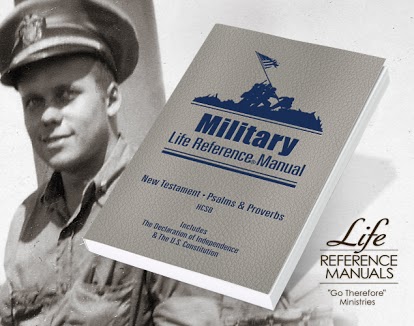 Military
Life Reference® Manual
New Testament • Psalms & Proverbs
HCSB
Includes
The Declaration of Independence
& The U.S. Constitution
Life
REFERENCE
MANUALS
"Go Therefore"
Ministries